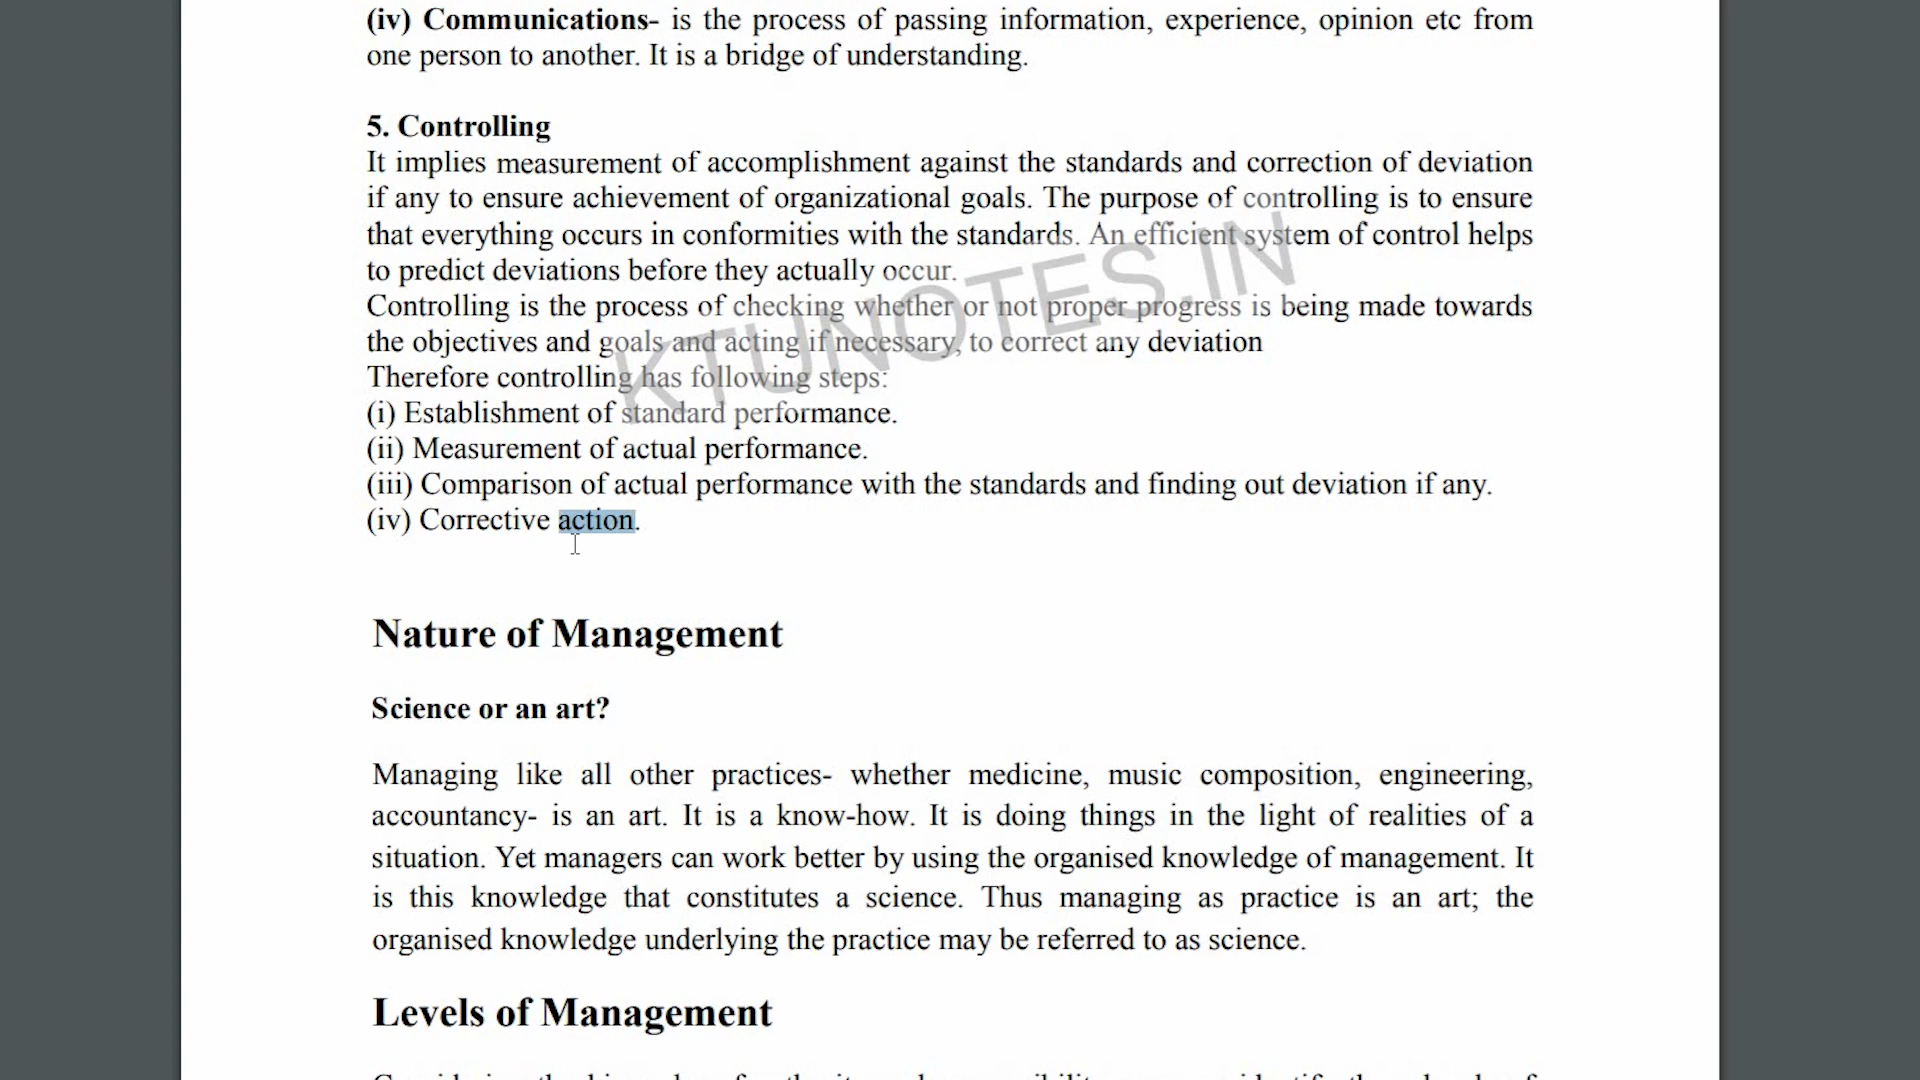 (iv) Communications- is the process of passing information, experience, opinion etc from
one person to another. It is a bridge of understanding.
5. Controlling
It implies measurement of accomplishment against the standards and correction of deviation
if any to ensure achievement of organizational goals. The purpose of controlling is to ensure
that everything occurs in conformities with the standards. An efficient system of control helps
to predict deviations before they actually occur.
Controlling is the process of checking whether or not proper progress is being made towards
the objectives and goals and acting if necessary, to correct any deviation
Therefore controlling has following steps:
(i) Establishment of standard performance.
(ii) Measurement of actual performance.
(iii) Comparison of actual performance with the standards and finding out deviation if any.
(iv) Corrective action.
KTUNOTES.IN
Nature of Management
Science or an art?
Managing like all other practices- whether medicine, music composition, engineering,
accountancy- is an art. It is a know-how. It is doing things in the light of realities of a
situation. Yet managers can work better by using the organised knowledge of management. It
is this knowledge that constitutes a science. Thus managing as practice is an art; the
organised knowledge underlying the practice may be referred to as science.
Levels of Management